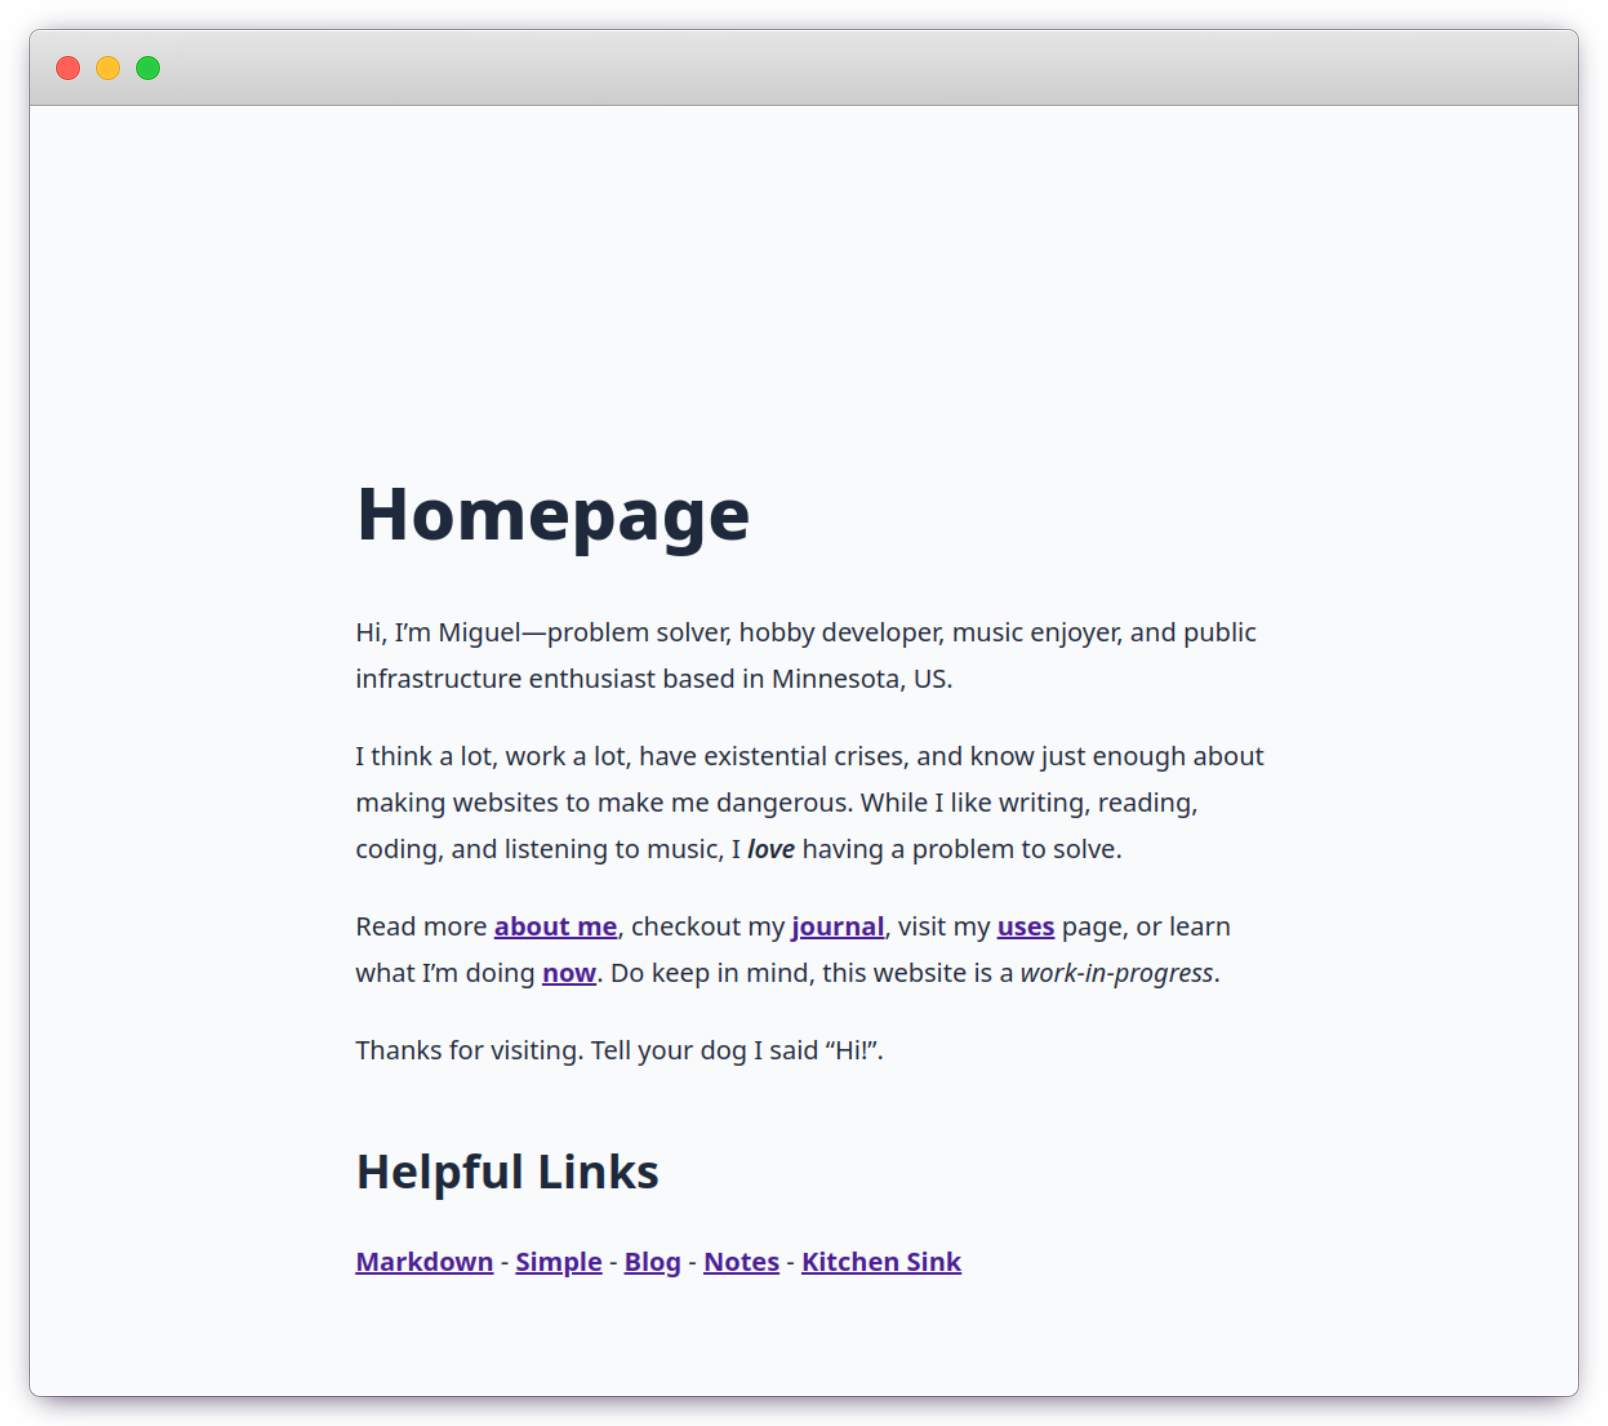 Homepage
Hi, I’m Miguel—problem solver, hobby developer, music enjoyer, and public
infrastructure enthusiast based in Minnesota, US.
I think a lot, work a lot, have existential crises, and know just enough about
making websites to make me dangerous. While I like writing, reading,
coding, and listening to music, I love having a problem to solve.
Read more about me, checkout my journal, visit my uses page, or learn
what I’m doing now. Do keep in mind, this website is a work-in-progress.
Thanks for visiting. Tell your dog I said “Hi!”.
Helpful Links
Markdown - Simple - Blog - Notes - Kitchen Sink